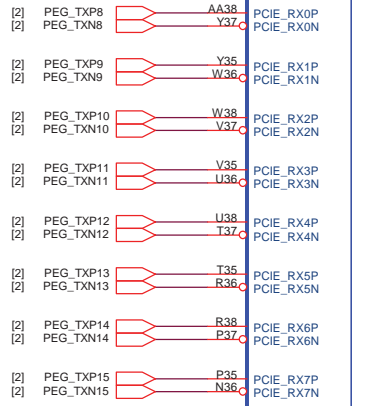 [2] PEG_TXP8 AA38 PCIE_RX0P
[2] PEG_TXN8 Y37 PCIE_RX0N
[2] PEG_TXP9 Y35 PCIE_RX1P
[2] PEG_TXN9 W36 PCIE_RX1N
[2] PEG_TXP10 W38 PCIE_RX2P
[2] PEG_TXN10 V37 PCIE_RX2N
[2] PEG_TXP11 V35 PCIE_RX3P
[2] PEG_TXN11 U36 PCIE_RX3N
[2] PEG_TXP12 U38 PCIE_RX4P
[2] PEG_TXN12 T37 PCIE_RX4N
[2] PEG_TXP13 T35 PCIE_RX5P
[2] PEG_TXN13 R36 PCIE_RX5N
[2] PEG_TXP14 R38 PCIE_RX6P
[2] PEG_TXN14 P37 PCIE_RX6N
[2] PEG_TXP15 P35 PCIE_RX7P
[2] PEG_TXN15 N36 PCIE_RX7N